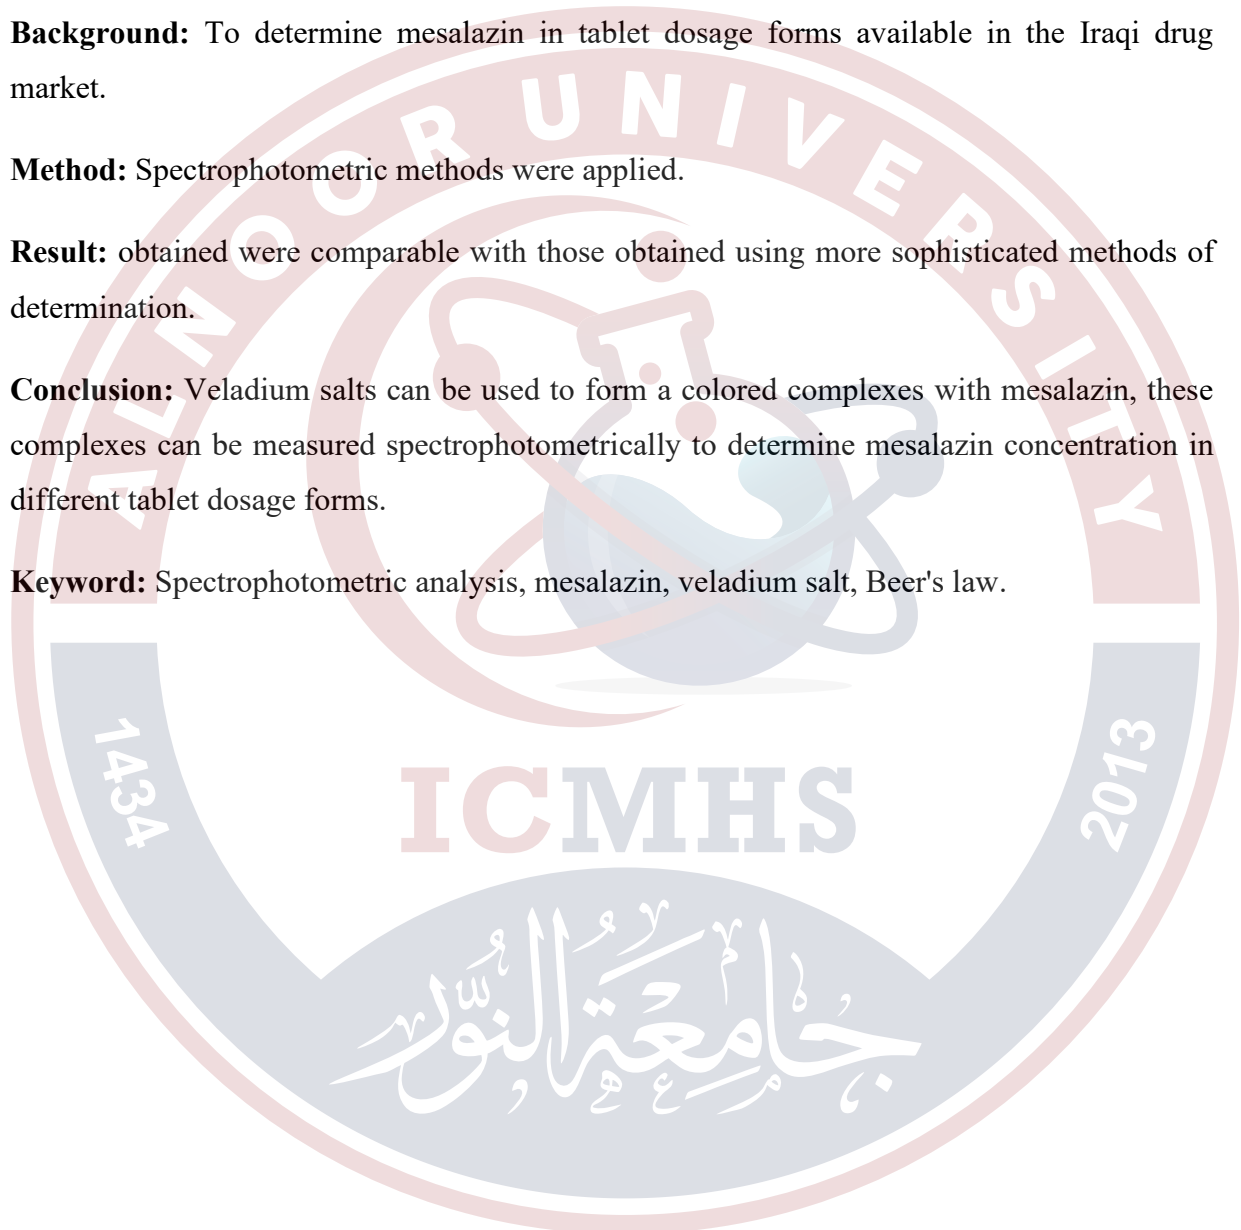 Background: To determine mesalazin in tablet dosage forms available in the Iraqi drug
market.
Method: Spectrophotometric methods were applied.
Result: obtained were comparable with those obtained using more sophisticated methods of
determination.
Conclusion: Veladium salts can be used to form a colored complexes with mesalazin, these
complexes can be measured spectrophotometrically to determine mesalazin concentration in
different tablet dosage forms.
Keyword: Spectrophotometric analysis, mesalazin, veladium salt, Beer's law.
ALNOOR UNIVERSITY
1434
2013
ICMHS
جامعة النور